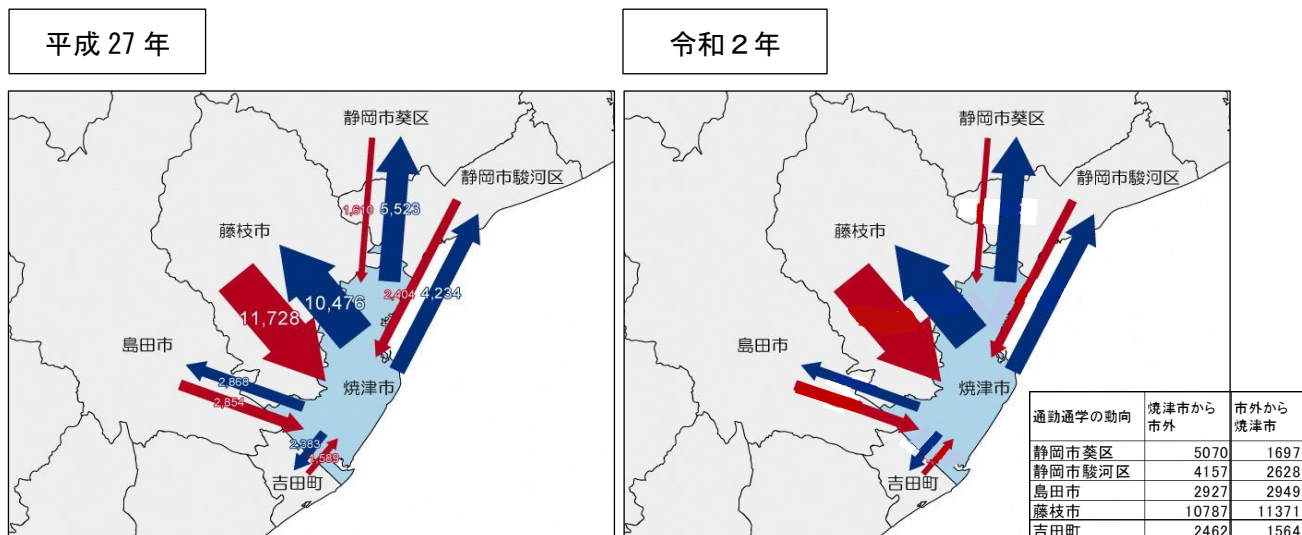 平成 27 年
令和２年
静岡市葵区
静岡市駿河区
1,610 5,523
藤枝市
2,404 4,234
10,476
11,728
島田市
2,868
2,854
焼津市
2,383
1,589
吉田町
静岡市葵区
静岡市駿河区
藤枝市
島田市
焼津市
吉田町
通勤通学の動向 焼津市から市外 市外から焼津市
静岡市葵区 5070 1697
静岡市駿河区 4157 2628
島田市 2927 2949
藤枝市 10787 11371
吉田町 2462 1564